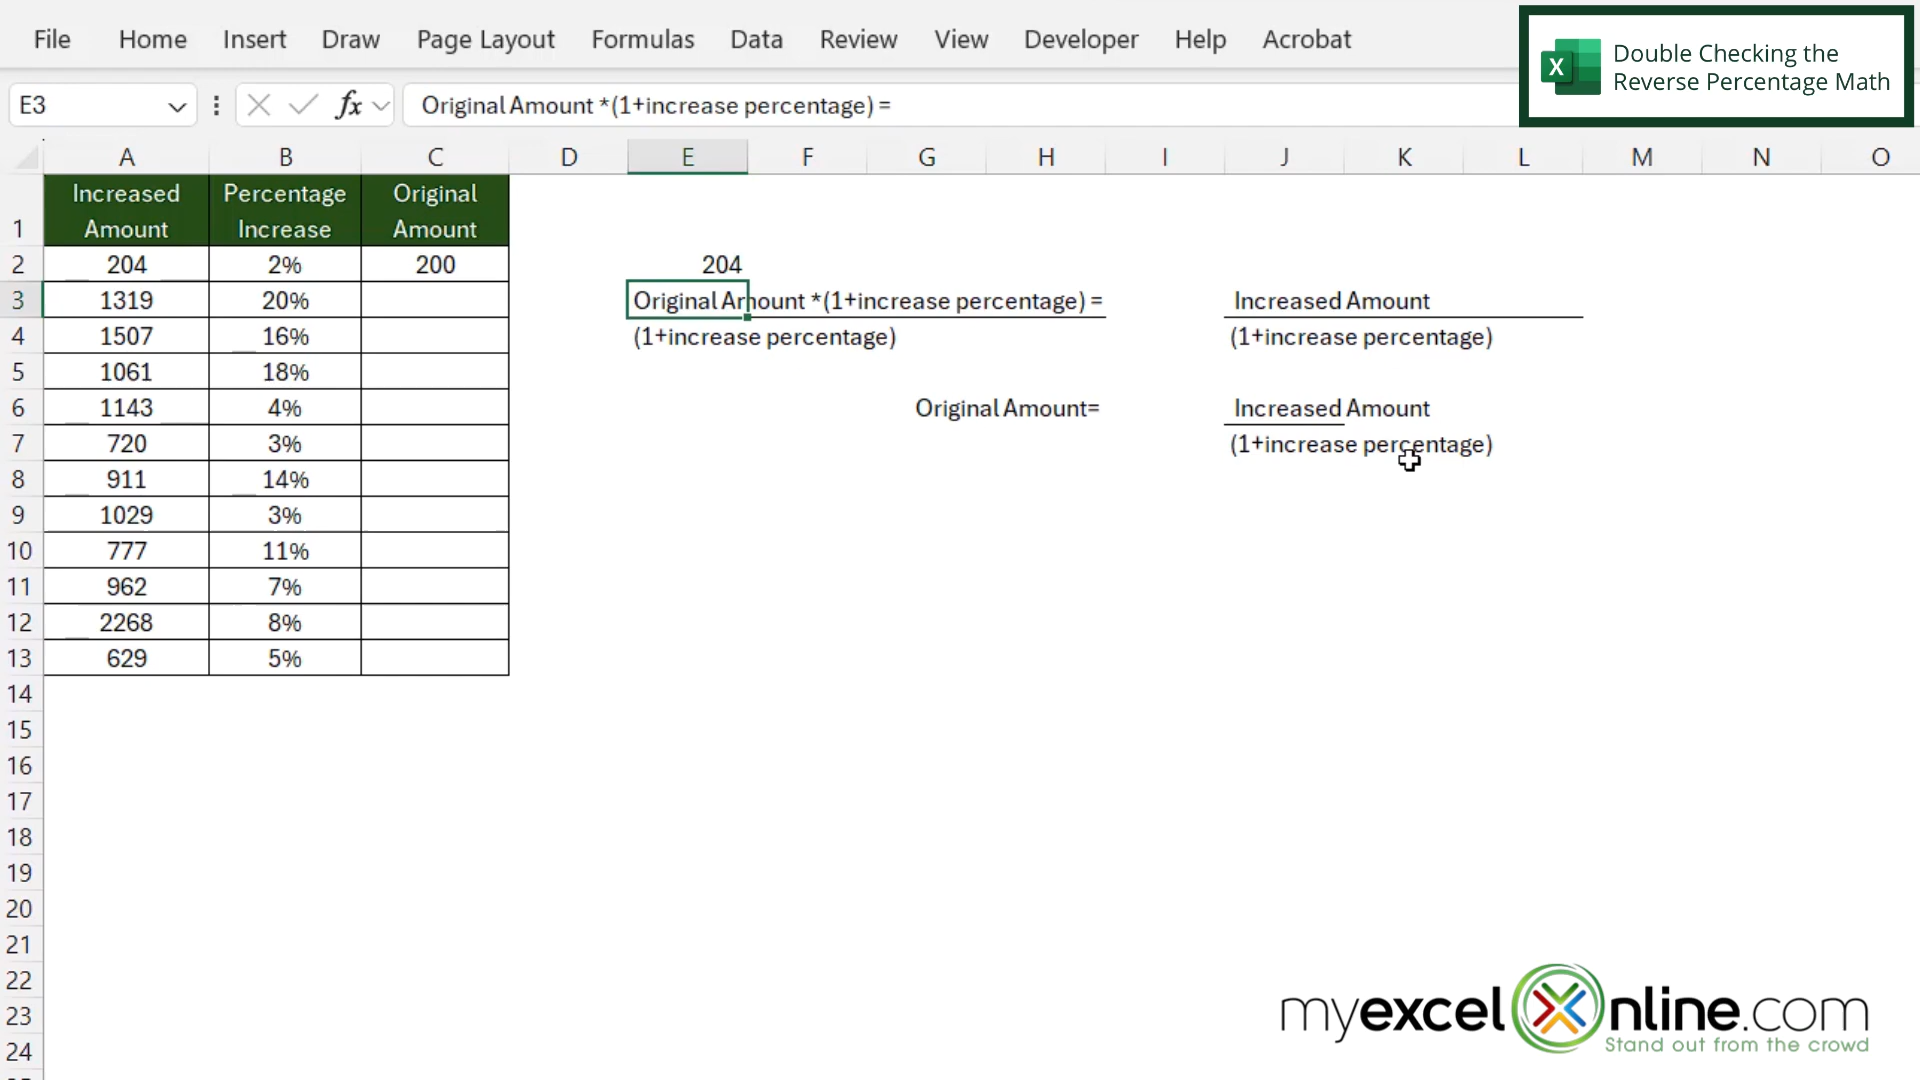 File Home Insert Draw Page Layout Formulas Data Review View Developer Help Acrobat
Double Checking the
Reverse Percentage Math
E3 fx Original Amount *(1+increase percentage) =
A B C D E F G H I J K L M N O
Increased Percentage Original
1 Amount Increase Amount
2 204 2% 200 204
3 1319 20% Original Amount *(1+increase percentage) = Increased Amount
4 1507 16% (1+increase percentage) (1+increase percentage)
5 1061 18%
6 1143 4% Original Amount= Increased Amount
7 720 3% (1+increase percentage)
8 911 14%
9 1029 3%
10 777 11%
11 962 7%
12 2268 8%
13 629 5%
14
15
16
17
18
19
20
21
22
23
24
myexcelonline.com
Stand out from the crowd